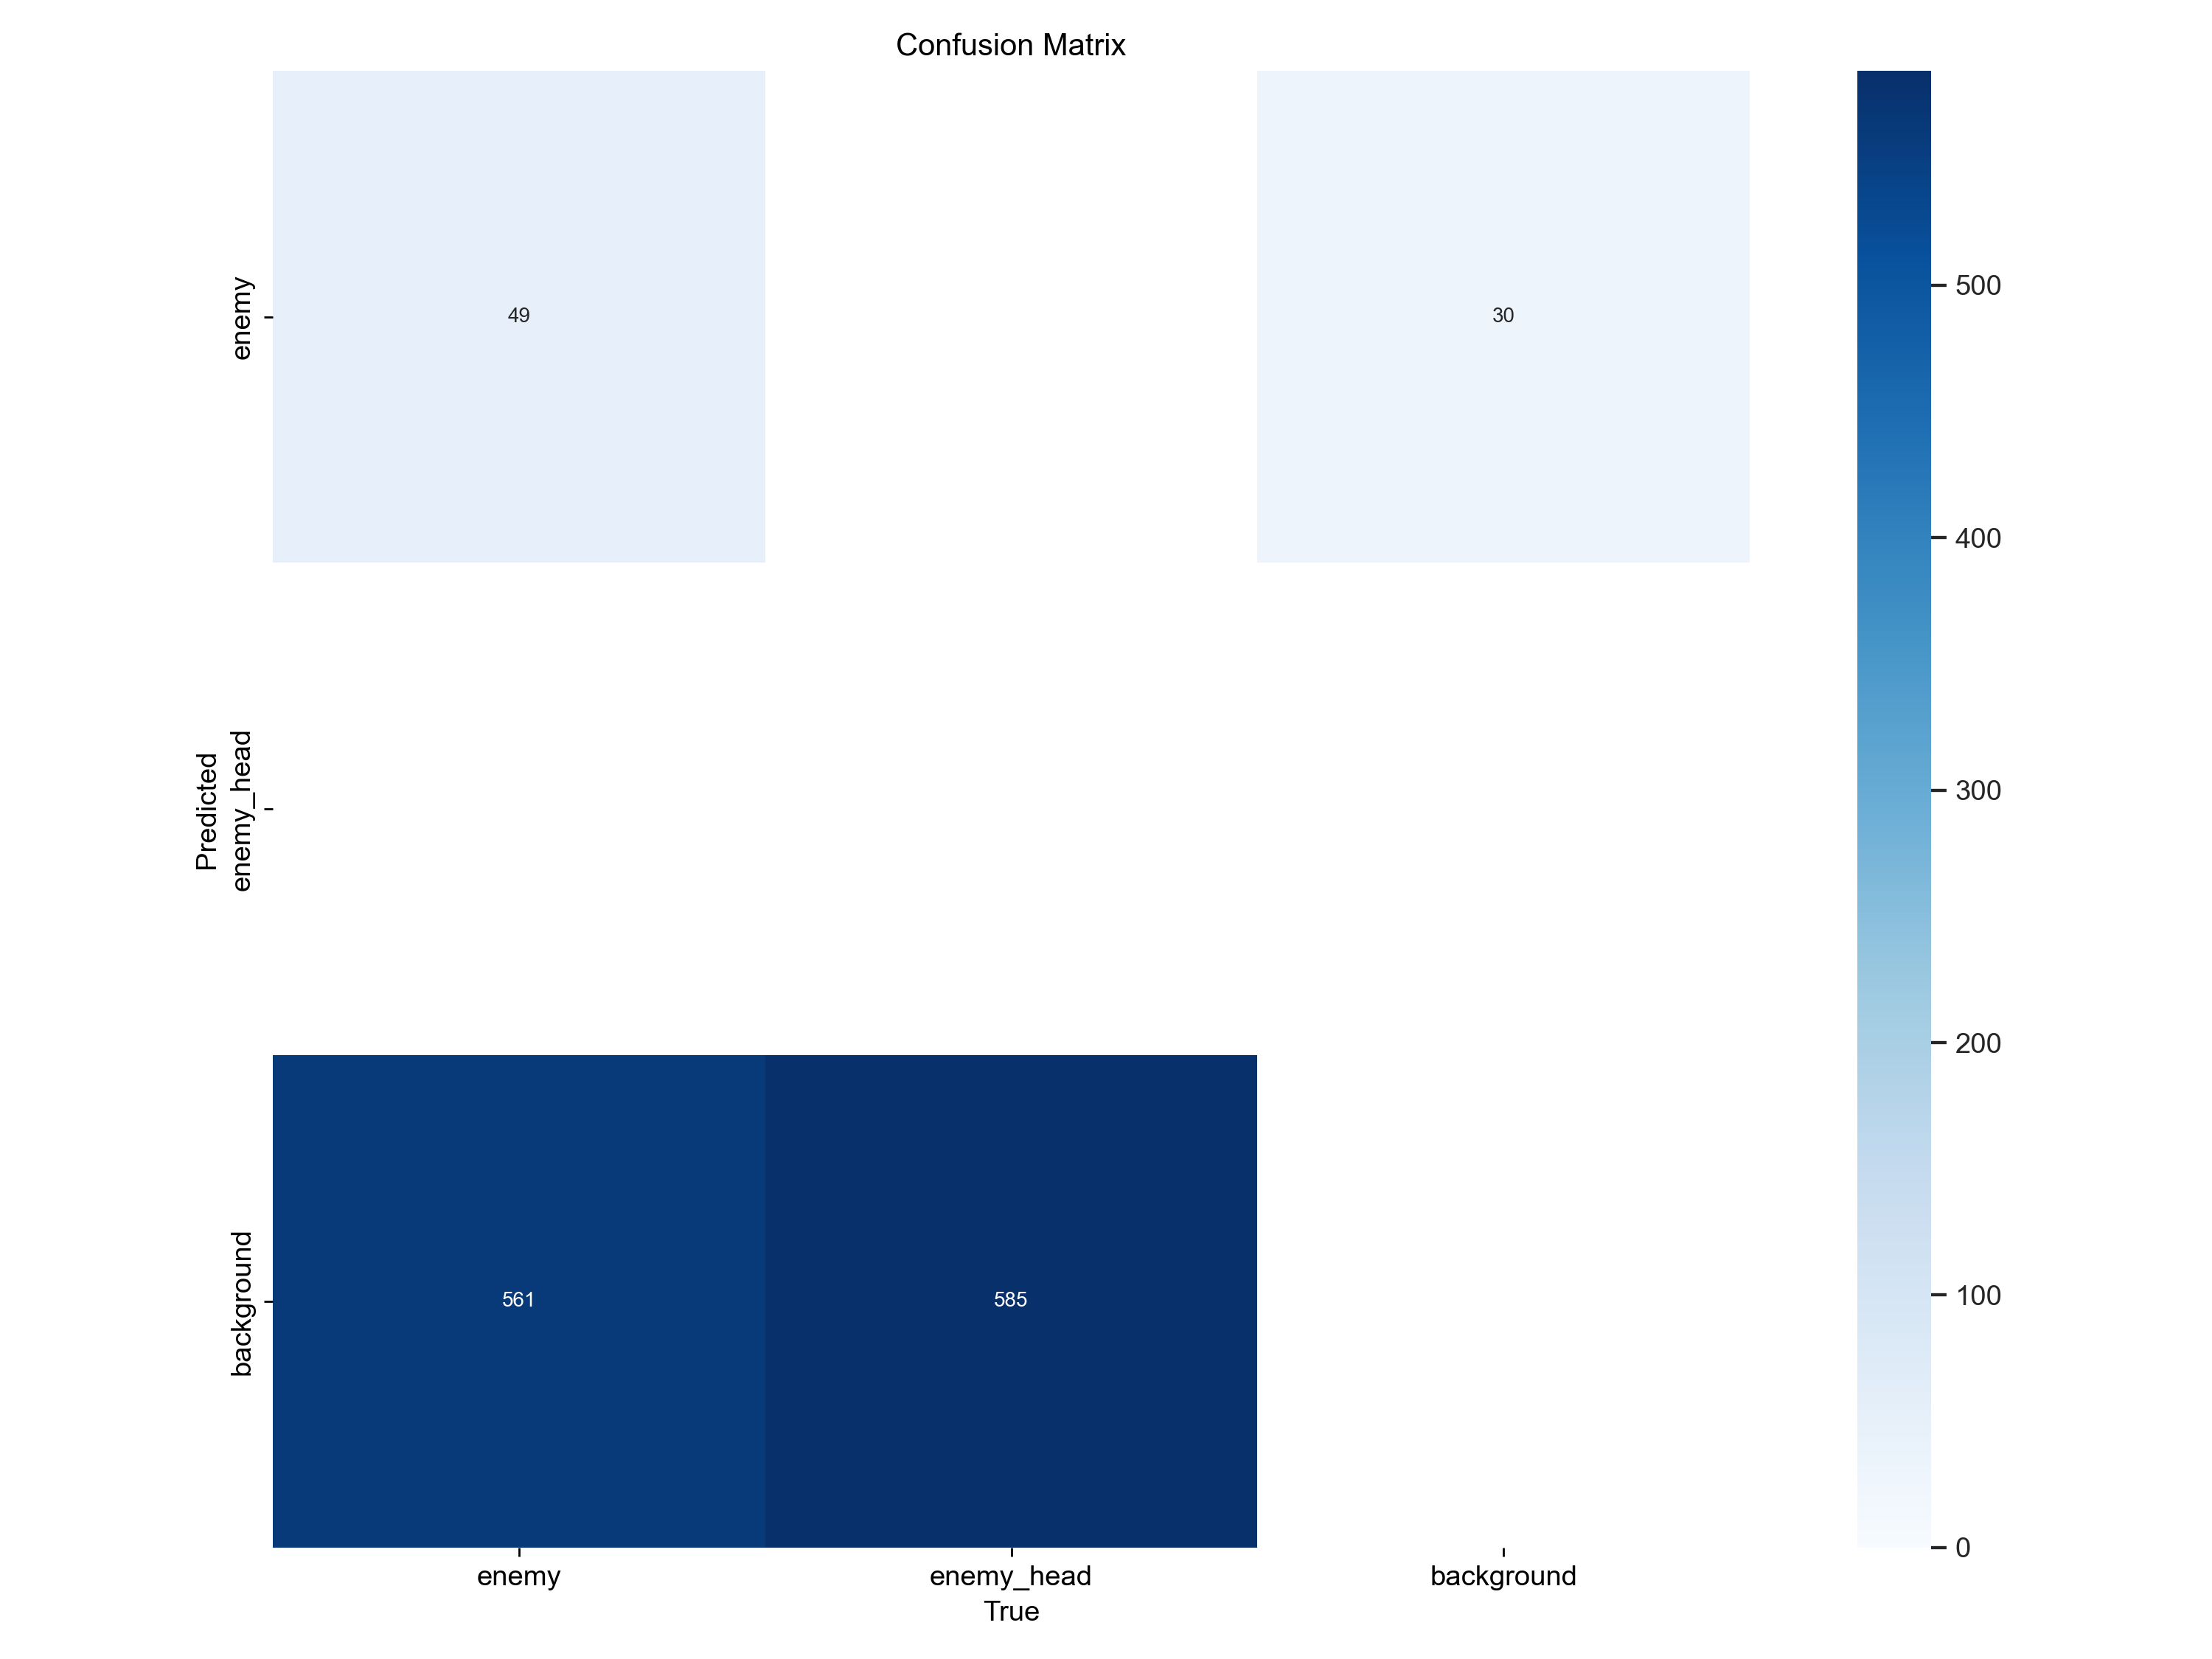 Confusion Matrix
enemy
49
30
500
400
300
Predicted
enemy_head
200
background
561
585
100
0
enemy
enemy_head
background
True